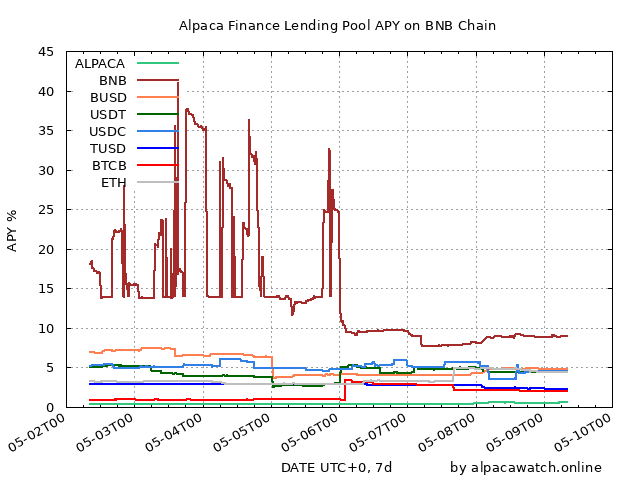 Alpaca Finance Lending Pool APY on BNB Chain
45
40
35
30
25
20
15
10
5
0
APY %
ALPACA
BNB
BUSD
USDT
USDC
TUSD
BTCB
ETH
05-02T00
05-03T00
05-04T00
05-05T00
05-06T00
05-07T00
05-08T00
05-09T00
05-10T00
DATE UTC+0, 7d
by alpacawatch.online